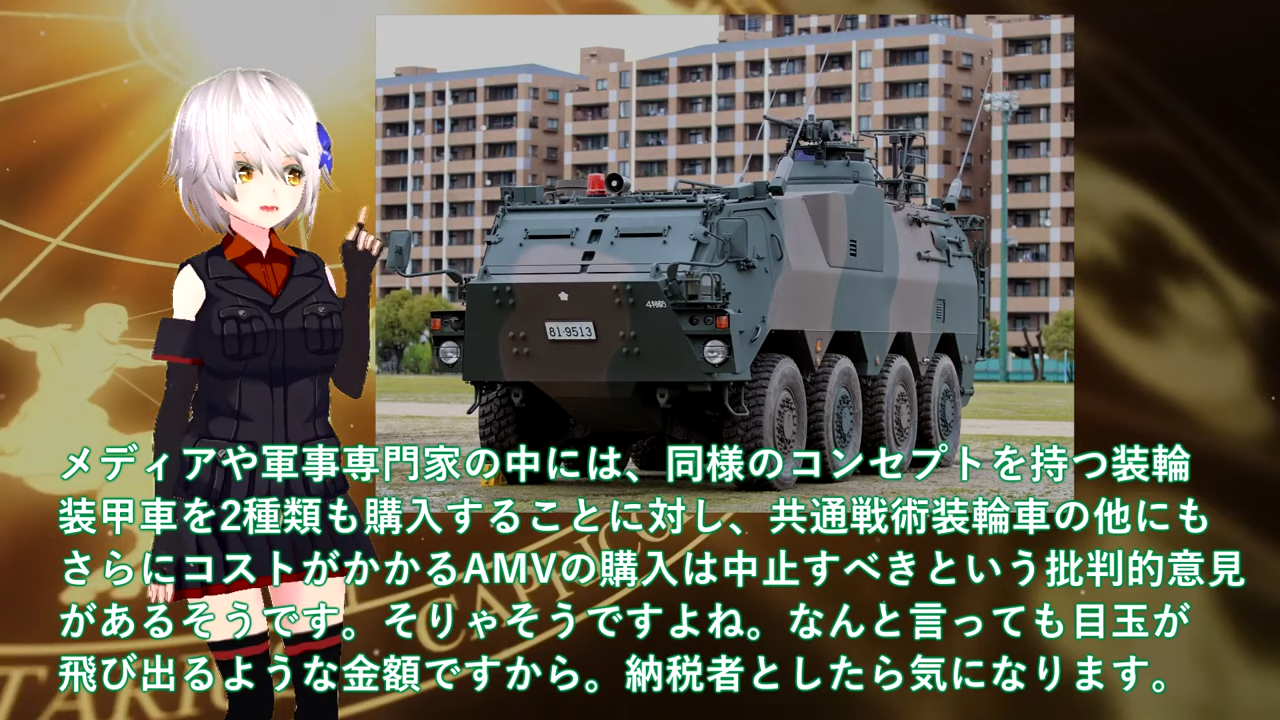 81-9513
4特防
メディアや軍事専門家の中には、同様のコンセプトを持つ装輪
装甲車を2種類も購入することに対し、共通戦術装輪車の他にも
さらにコストがかかるAMVの購入は中止すべきという批判的意見
があるそうです。そりゃそうですよね。なんと言っても目玉が
飛び出るような金額ですから。納税者としたら気になります。